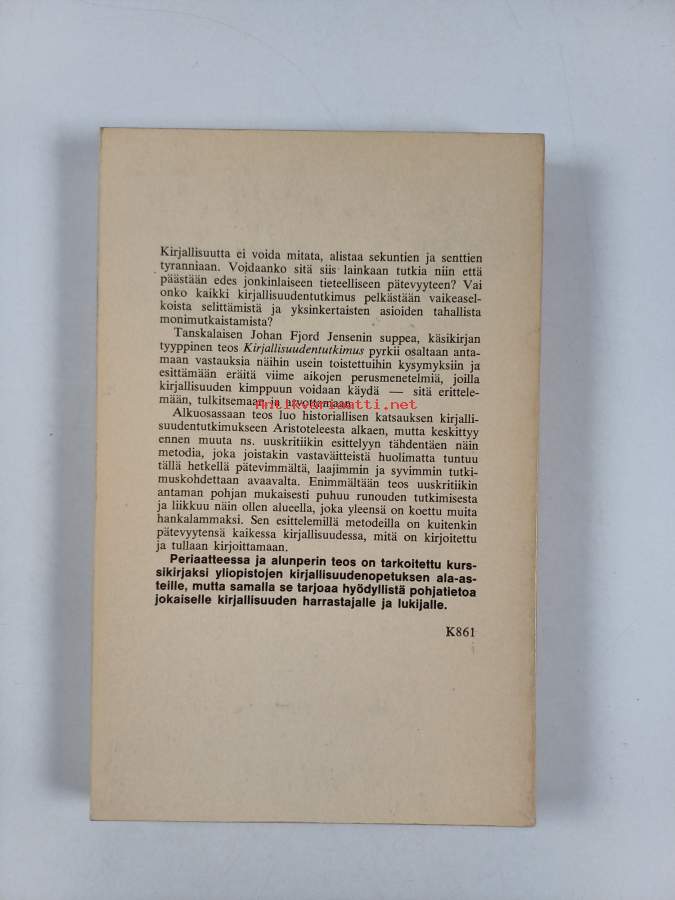 Kirjallisuutta ei voida mitata, alistaa sekuntien ja senttien
tyranniaan. Voidaanko sitä siis lainkaan tutkia niin että
päästään edes jonkinlaiseen tieteelliseen pätevyyteen? Vai
onko kaikki kirjallisuudentutkimus pelkästään vaikeasel-
koista selittämistä ja yksinkertaisten asioiden tahallista
monimutkaistamista?
Tanskalaisen Johan Fjord Jensenin suppea, käsikirjan
tyyppinen teos Kirjallisuudentutkimus pyrkii osaltaan anta-
maan vastauksia näihin usein toistettuihin kysymyksiin ja
esittämään eräitä viime aikojen perusmenetelmiä, joilla
kirjallisuuden kimppuun voidaan käydä — sitä erittele-
mään, tulkitsemaan ja arvottamaan.
Antikvariaatti.net
Alkuosassaan teos luo historiallisen katsauksen kirjalli-
suudentutkimukseen Aristoteleesta alkaen, mutta keskittyy
ennen muuta ns. uuskritiikin esittelyyn tähdentäen näin
metodia, joka joistakin vastaväitteistä huolimatta tuntuu
tällä hetkellä pätevimmältä, laajimmin ja syvimmin tutki-
muskohdettaan avaavalta. Enimmältään teos uuskritiikin
antaman pohjan mukaisesti puhuu runouden tutkimisesta
ja liikkuu näin ollen alueella, joka yleensä on koettu muita
hankalammaksi. Sen esittelemillä metodeilla on kuitenkin
pätevyytensä kaikessa kirjallisuudessa, mitä on kirjoitettu
ja tullaan kirjoittamaan.
Periaatteessa ja alunperin teos on tarkoitettu kurs-
sikirjaksi yliopistojen kirjallisuudenopetuksen ala-as-
teille, mutta samalla se tarjoaa hyödyllistä pohjatietoa
jokaiselle kirjallisuuden harrastajalle ja lukijalle.
K861